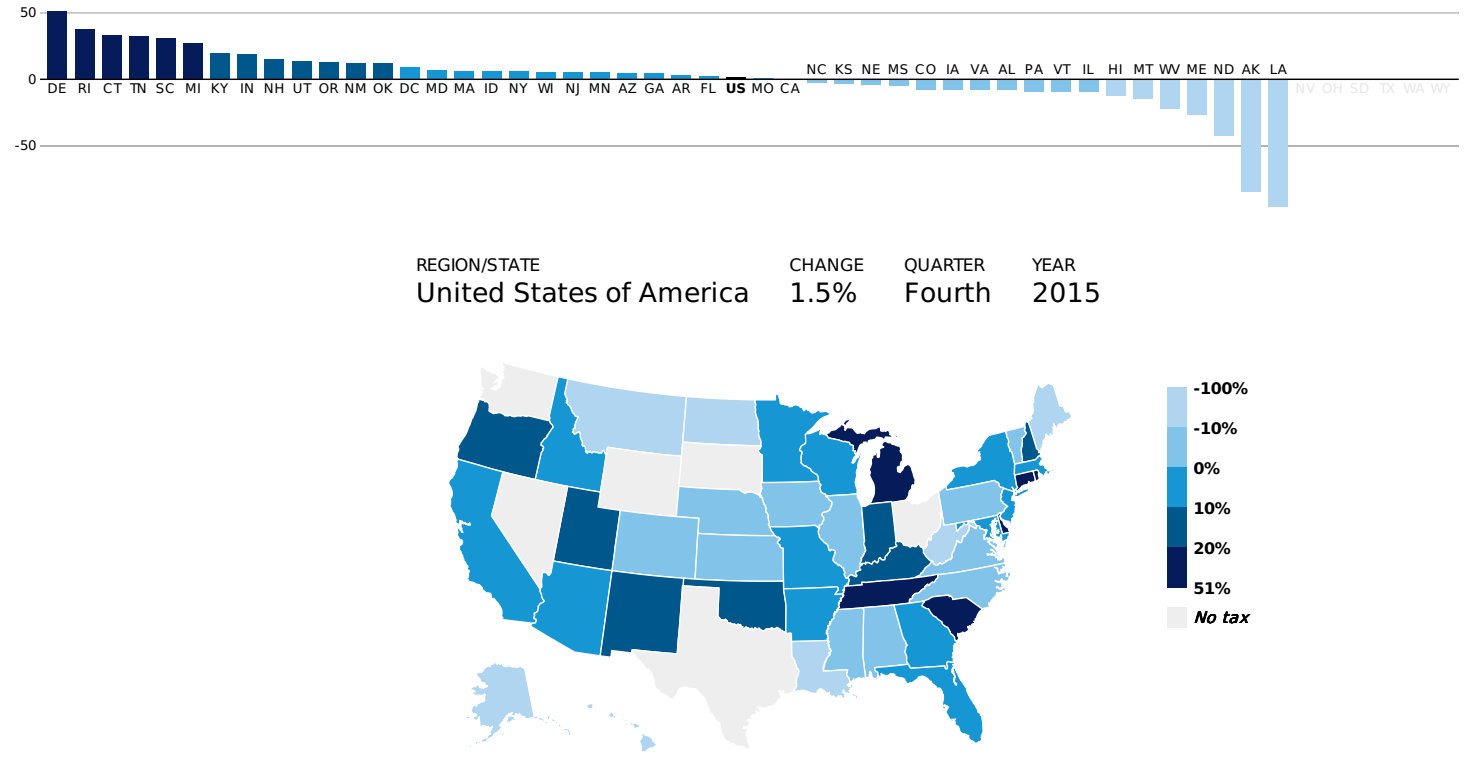 50
NC KS NE MS CO IA VA AL PA VT IL HI MT WV ME ND AK LA
0
DE RI CT TN SC MI KY IN NH UT OR NM OK DC MD MA ID NY WI NJ MN AZ GA AR FL US MO CA NV OH SD TX WA WY
-50
REGION/STATE CHANGE QUARTER YEAR
United States of America 1.5% Fourth 2015
-100%
-10%
0%
10%
20%
51%
No tax